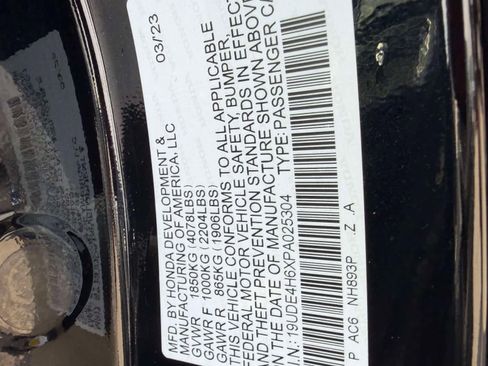 MFD. BY HONDA DEVELOPMENT &
MANUFACTURING OF AMERICA, LLC
03/23
GVWR 1850KG (4078LBS)
GAWR F 1000KG (2204LBS)
GAWR R 865KG (1906LBS)
THIS VEHICLE CONFORMS TO ALL APPLICABLE
FEDERAL MOTOR VEHICLE SAFETY, BUMPER,
AND THEFT PREVENTION STANDARDS IN EFFECT
ON THE DATE OF MANUFACTURE SHOWN ABOVE
I.N.: 19UDE4H6XPA025304 TYPE: PASSENGER
P AC6 NH893P Z .A